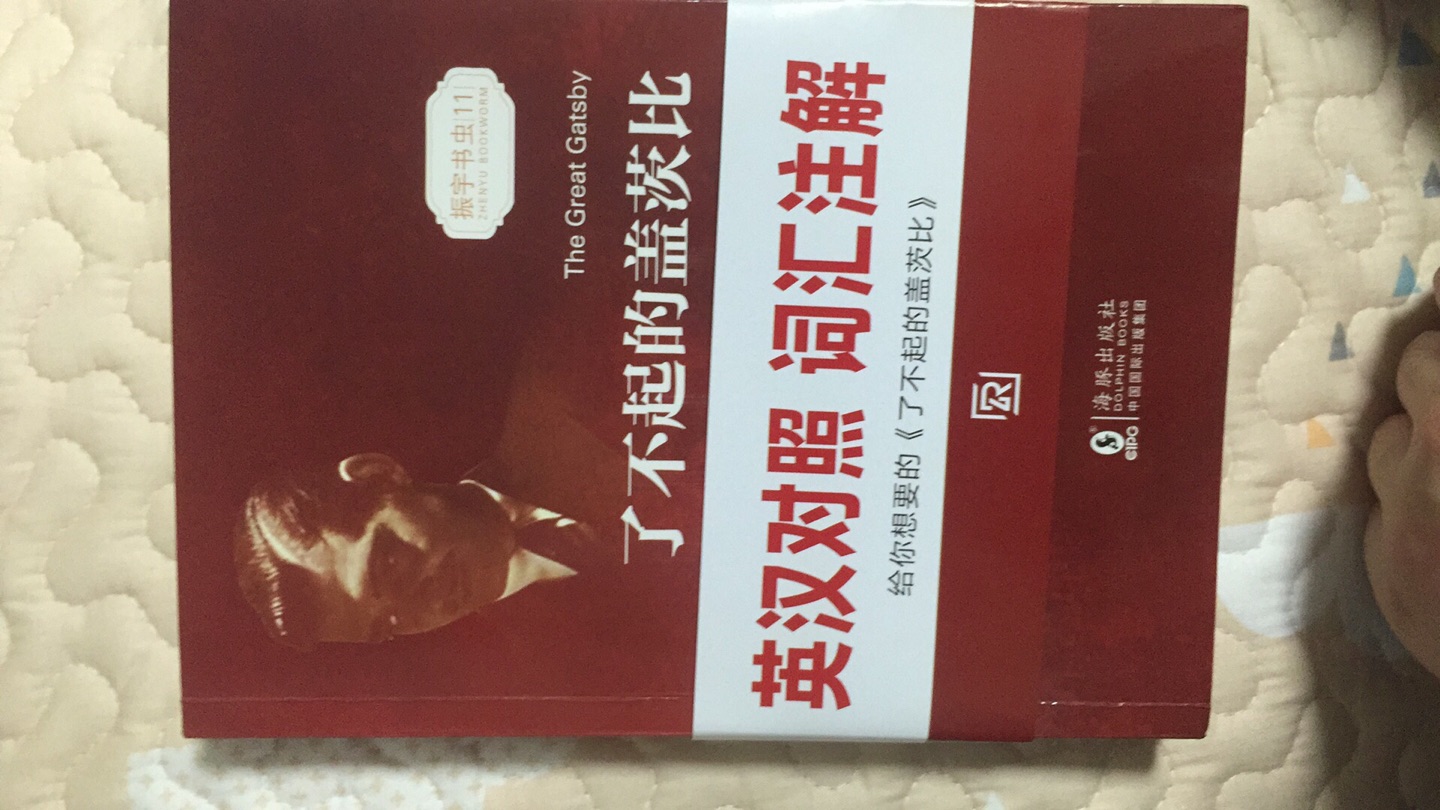 振宇书虫 11
ZHENYU BOOKWORM
The Great Gatsby
了不起的盖茨比
英汉对照 词汇注解
给你想要的《了不起的盖茨比》
海豚出版社
DOLPHIN BOOKS
CIPG 中国国际出版集团